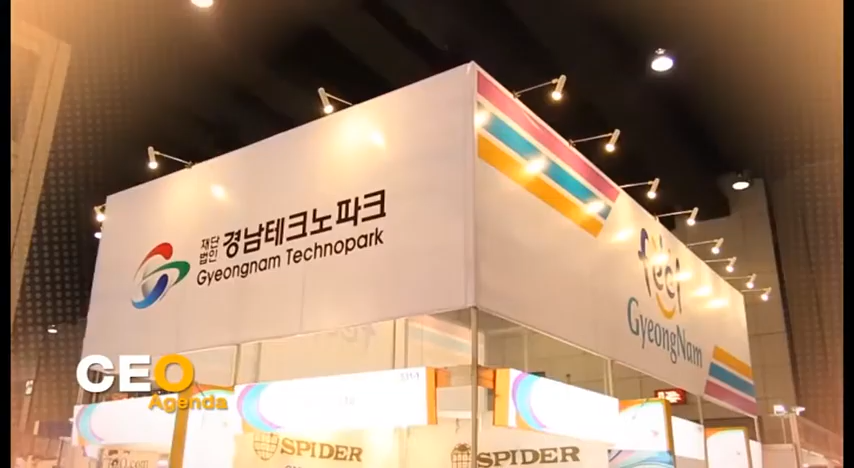 재단
법인 경남테크노파크
Gyeongnam Technopark
feel
GyeongNam
CEO
Agenda
SPIDER
SPIDER